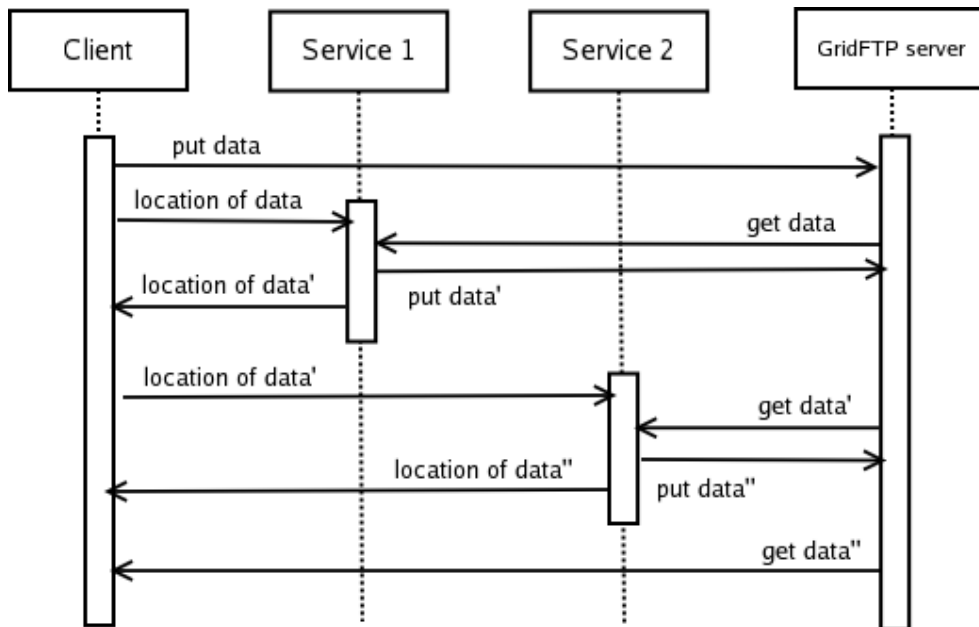 Client
Service 1
Service 2
GridFTP server
put data
location of data
get data
location of data'
put data'
location of data'
get data'
location of data"
put data"
get data"